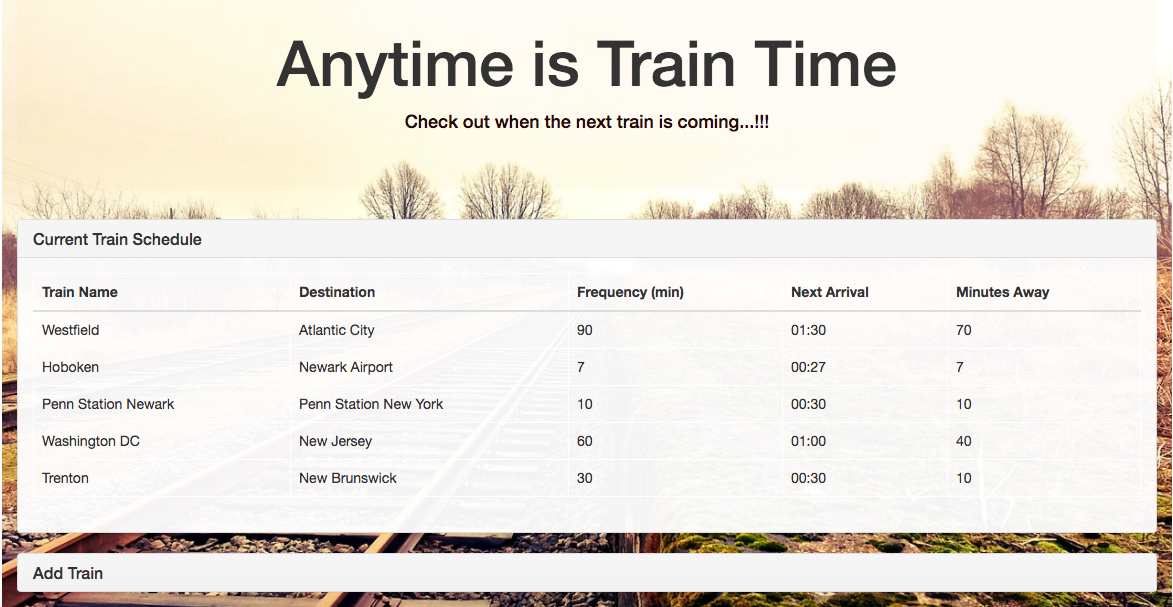 Anytime is Train Time
Check out when the next train is coming...!!!
Current Train Schedule
Train Name Destination Frequency (min) Next Arrival Minutes Away
Westfield Atlantic City 90 01:30 70
Hoboken Newark Airport 7 00:27 7
Penn Station Newark Penn Station New York 10 00:30 10
Washington DC New Jersey 60 01:00 40
Trenton New Brunswick 30 00:30 10
Add Train